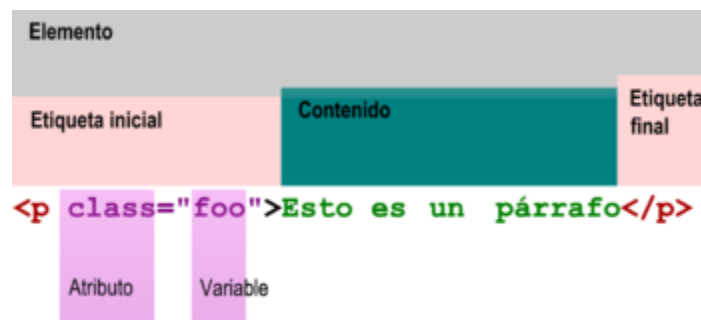 Elemento
Etiqueta inicial
Contenido
Etiqueta
final
<p class="foo">Esto es un párrafo</p>
Atributo
Variable